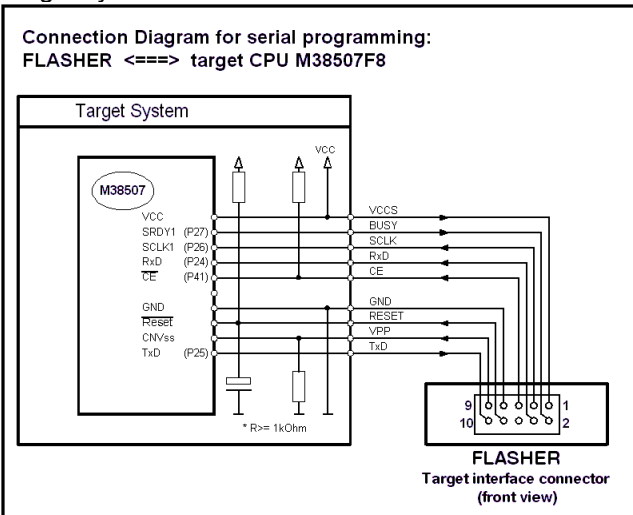 Connection Diagram for serial programming:
FLASHER <===> target CPU M38507F8
Target System
VCC
M38507
VCC
SRDY1 (P27)
SCLK1 (P26)
RxD (P24)
CE (P41)
GND
Reset
CNVss
TxD (P25)
VCCS
BUSY
SCLK
RxD
CE
GND
RESET
VPP
TxD
* R>= 1kOhm
9 1
10 2
FLASHER
Target interface connector
(front view)